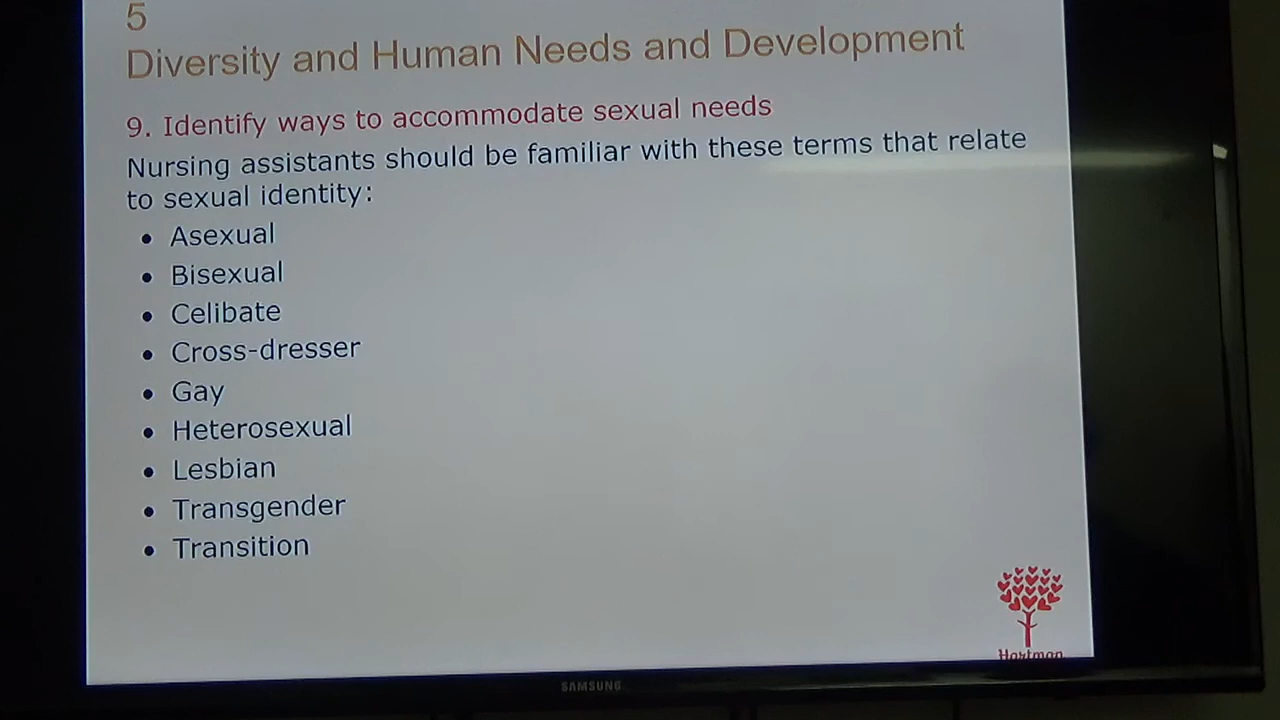 5
Diversity and Human Needs and Development
9. Identify ways to accommodate sexual needs
Nursing assistants should be familiar with these terms that relate
to sexual identity:
• Asexual
• Bisexual
• Celibate
• Cross-dresser
• Gay
• Heterosexual
• Lesbian
• Transgender
• Transition
Hartman
SAMSUNG